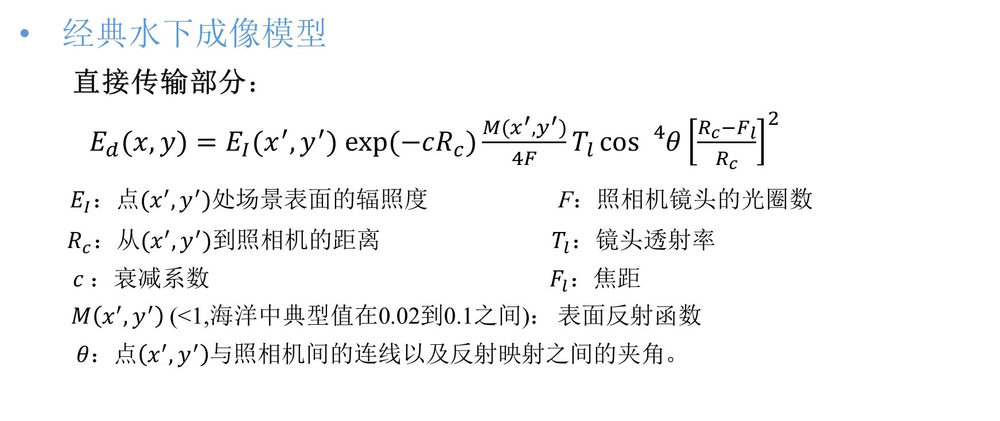 • 经典水下成像模型
直接传输部分：
E_d(x, y) = E_I(x′, y′) exp(−cR_c) \frac{M(x′,y′)}{4F} T_l cos ^4θ [\frac{R_c−F_l}{R_c}]^2
E_I：点(x′, y′)处场景表面的辐照度 F：照相机镜头的光圈数
R_c：从(x′, y′)到照相机的距离 T_l：镜头透射率
c：衰减系数 F_l：焦距
M(x′, y′) (<1,海洋中典型值在0.02到0.1之间)： 表面反射函数
θ：点(x′, y′)与照相机间的连线以及反射映射之间的夹角。